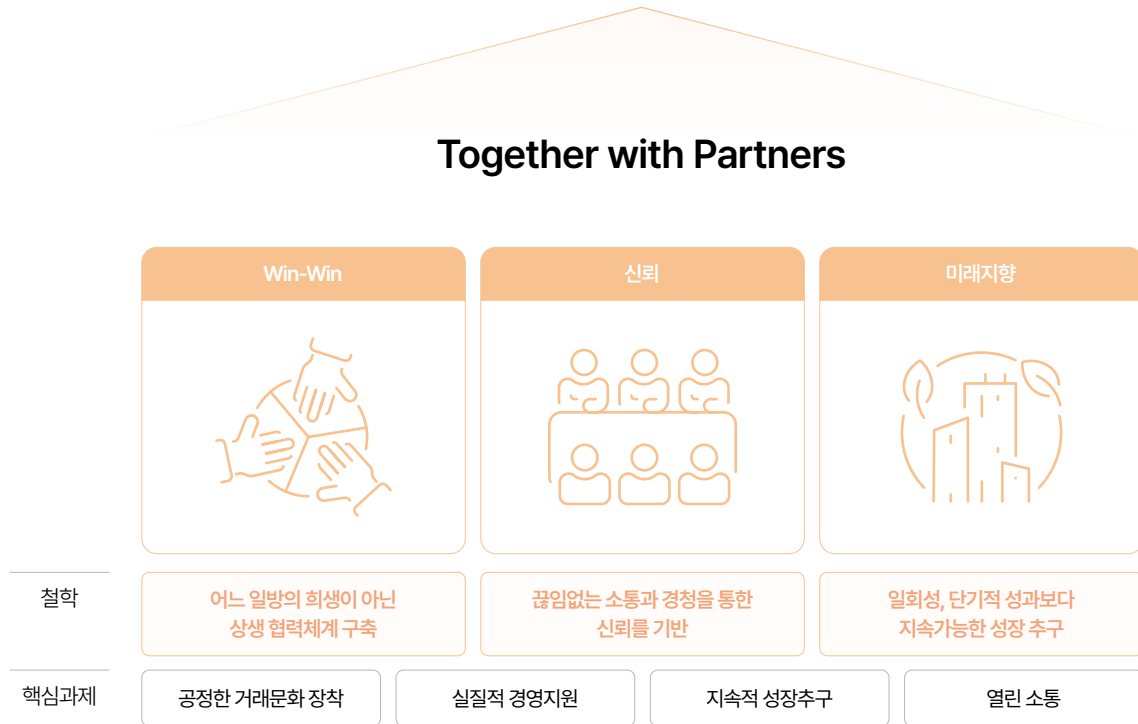 Together with Partners
Win-Win
신뢰
미래지향
철학
어느 일방의 희생이 아닌
상생 협력체계 구축
끊임없는 소통과 경청을 통한
신뢰를 기반
일회성, 단기적 성과보다
지속가능한 성장 추구
핵심과제
공정한 거래문화 장착
실질적 경영지원
지속적 성장추구
열린 소통